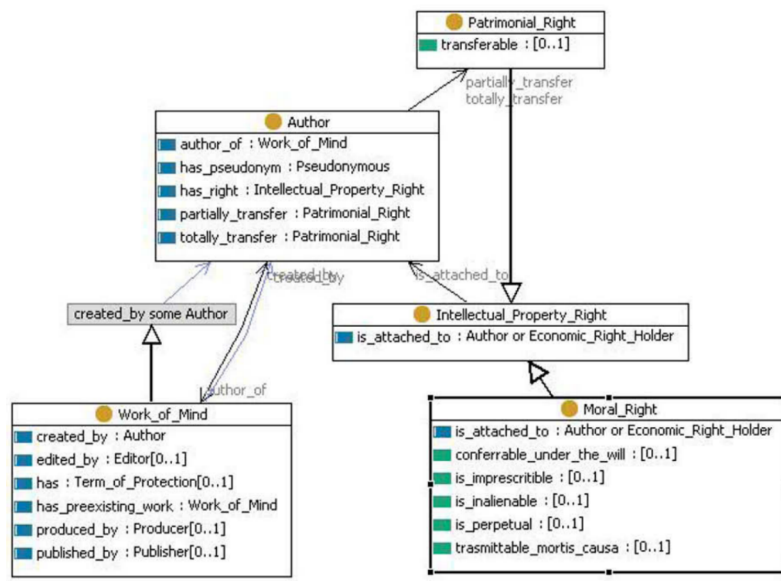 Patrimonial_Right
transferable : [0..1]
partially_transfer
totally_transfer
Author
author_of : Work_of_Mind
has_pseudonym : Pseudonymous
has_right : Intellectual_Property_Right
partially_transfer : Patrimonial_Right
totally_transfer : Patrimonial_Right
created_by
created_by
is_attached_to
created_by some Author
Intellectual_Property_Right
is_attached_to : Author or Economic_Right_Holder
author_of
Work_of_Mind
created_by : Author
edited_by : Editor[0..1]
has : Term_of_Protection[0..1]
has_preexisting_work : Work_of_Mind
produced_by : Producer[0..1]
published_by : Publisher[0..1]
Moral_Right
is_attached_to : Author or Economic_Right_Holder
conferrable_under_the_will : [0..1]
is_imprescritible : [0..1]
is_inalienable : [0..1]
is_perpetual : [0..1]
trasmittable_mortis_causa : [0..1]